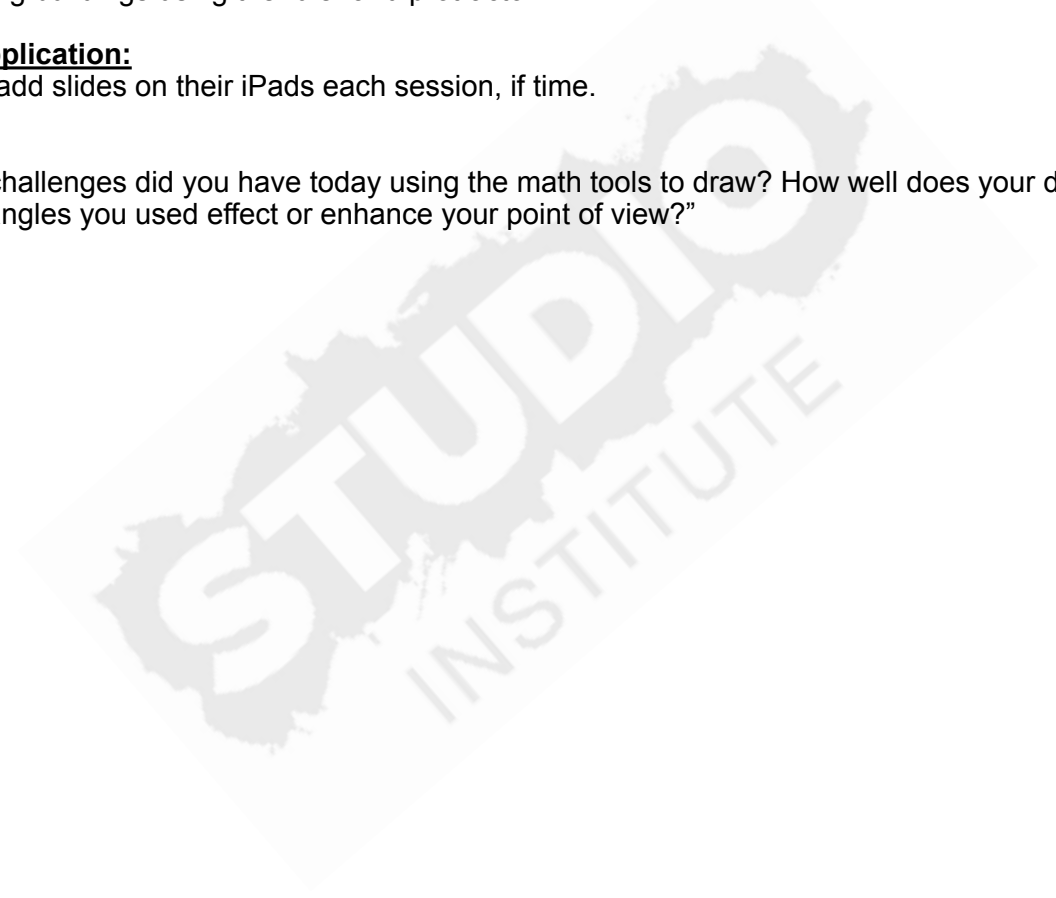 plication:
add slides on their iPads each session, if time.
hallenges did you have today using the math tools to draw? How well does your d
ngles you used effect or enhance your point of view?”
STUDIO
INSTITUTE